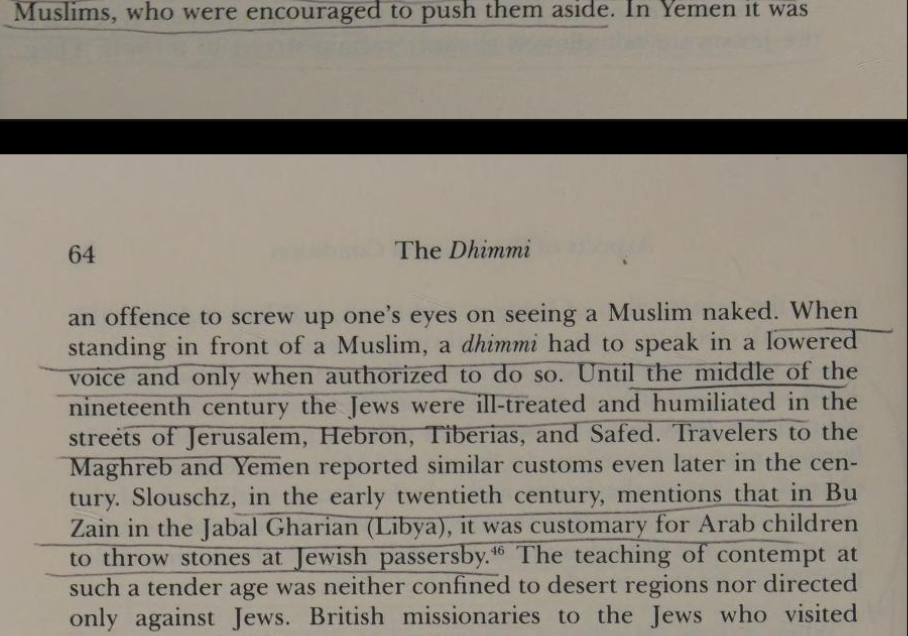 Muslims, who were encouraged to push them aside. In Yemen it was
64 The Dhimmi
an offence to screw up one's eyes on seeing a Muslim naked. When
standing in front of a Muslim, a dhimmi had to speak in a lowered
voice and only when authorized to do so. Until the middle of the
nineteenth century the Jews were ill-treated and humiliated in the
streets of Jerusalem, Hebron, Tiberias, and Safed. Travelers to the
Maghreb and Yemen reported similar customs even later in the cen-
tury. Slouschz, in the early twentieth century, mentions that in Bu
Zain in the Jabal Gharian (Libya), it was customary for Arab children
to throw stones at Jewish passersby.46 The teaching of contempt at
such a tender age was neither confined to desert regions nor directed
only against Jews. British missionaries to the Jews who visited